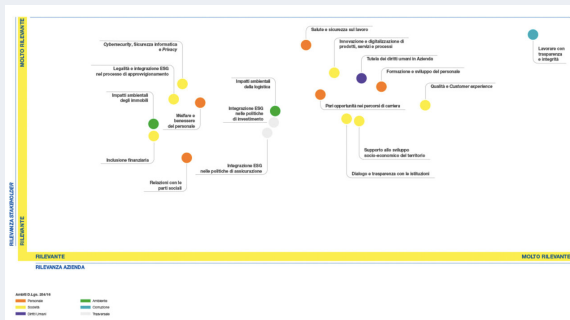 MOLTO RILEVANTE
RILEVANTE
RILEVANZA STAKEHOLDER
Salute e sicurezza sul lavoro
Cybersecurity, Sicurezza informatica
e Privacy
Innovazione e digitalizzazione di
prodotti, servizi e processi
Lavorare con
trasparenza
e integrità
Tutela dei diritti umani in Azienda
Legalità e integrazione ESG
nel processo di approvvigionamento
Formazione e sviluppo del personale
Impatti ambientali
della logistica
Qualità e Customer experience
Impatti ambientali
degli immobili
Pari opportunità nei percorsi di carriera
Integrazione ESG
nelle politiche
di investimento
Welfare e
benessere
del personale
Supporto allo sviluppo
socio-economico del territorio
Inclusione finanziaria
Integrazione ESG
nelle politiche di assicurazione
Dialogo e trasparenza con le istituzioni
Relazioni con le
parti sociali
RILEVANTE
MOLTO RILEVANTE
RILEVANZA AZIENDA
Ambiti D.Lgs. 254/16
Personale
Ambiente
Società
Corruzione
Diritti umani
Trasversale